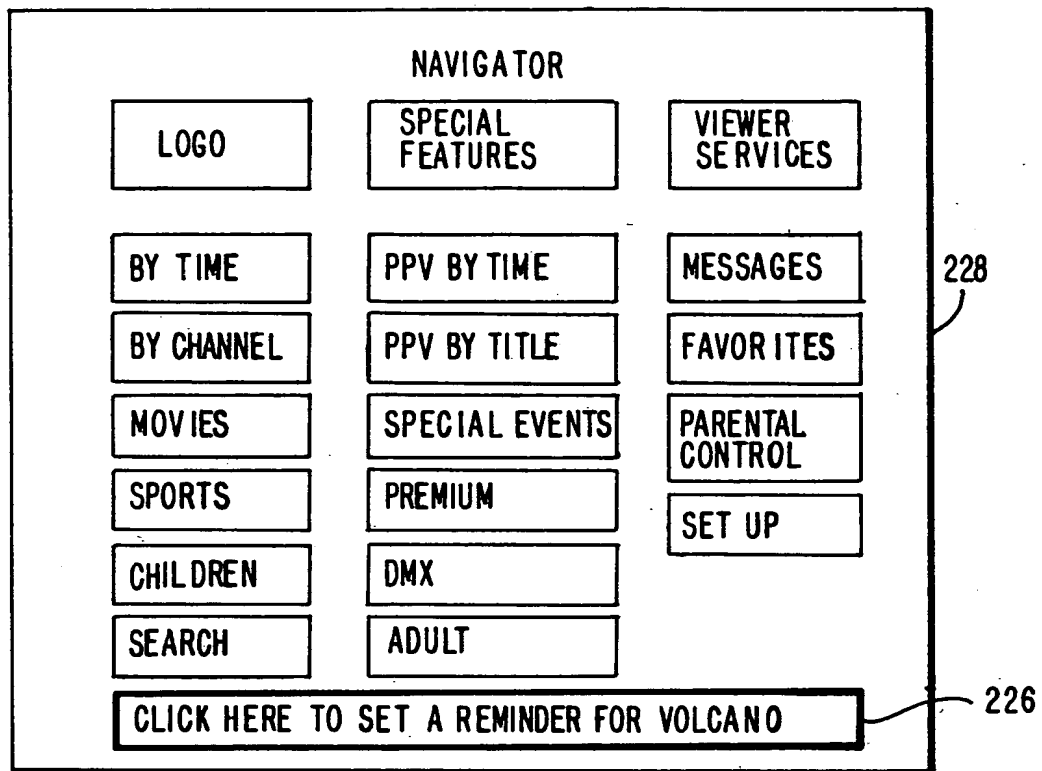 NAVIGATOR
LOGO
SPECIAL
FEATURES
VIEWER
SERVICES
BY TIME
PPV BY TIME
MESSAGES
228
BY CHANNEL
PPV BY TITLE
FAVORITES
MOVIES
SPECIAL EVENTS
PARENTAL
CONTROL
SPORTS
PREMIUM
SET UP
CHILDREN
DMX
SEARCH
ADULT
CLICK HERE TO SET A REMINDER FOR VOLCANO
226